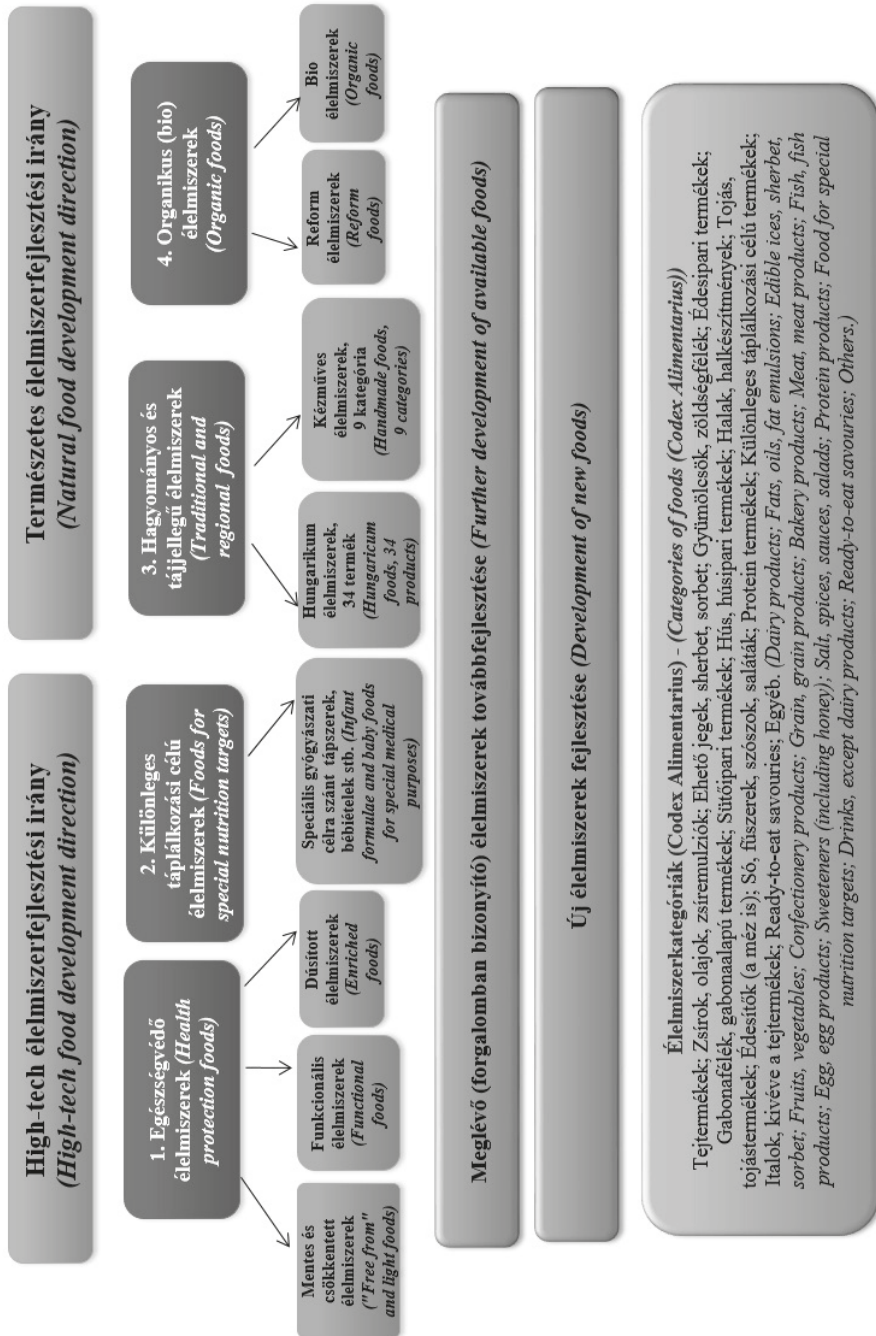 High-tech élelmiszerfejlesztési irány
(High-tech food development direction)
Természetes élelmiszerfejlesztési irány
(Natural food development direction)
1. Egészségvédő
élelmiszerek (Health
protection foods)
2. Különleges
táplálkozási célú
élelmiszerek (Foods for
special nutrition targets)
3. Hagyományos és
tájjellegű élelmiszerek
(Traditional and
regional foods)
4. Organikus (bio)
élelmiszerek
(Organic foods)
Mentes és
csökkentett
élelmiszerek
("Free from"
and light foods)
Funkcionális
élelmiszerek
(Functional
foods)
Dúsított
élelmiszerek
(Enriched
foods)
Speciális gyógyászati
célra szánt tápszerek,
bébiételek stb. (Infant
formulae and baby foods
for special medical
purposes)
Hungarikum
élelmiszerek,
34 termék
(Hungaricum
foods, 34
products)
Kézműves
élelmiszerek,
9 kategória
(Handmade foods,
9 categories)
Reform
élelmiszerek
(Reform
foods)
Bio
élelmiszerek
(Organic
foods)
Meglévő (forgalomban bizonyító) élelmiszerek továbbfejlesztése (Further development of available foods)
Új élelmiszerek fejlesztése (Development of new foods)
Élelmiszerkategóriák (Codex Alimentarius) - (Categories of foods (Codex Alimentarius))
Tejtermékek; Zsírok, olajok, zsíremulziók; Ehető jegek, sherbet, sorbet; Gyümölcsök, zöldségfélék; Édesipari termékek;
Gabonafélék, gabonaalapú termékek; Sütőipari termékek; Hús, húsipari termékek; Halak, halkészítmények; Tojás,
tojástermékek; Édesítők (a méz is); Só, fűszerek, szószok, saláták; Protein termékek; Különleges táplálkozási célú termékek;
Italok, kivéve a tejtermékek; Ready-to-eat savouries; Egyéb. (Dairy products; Fats, oils, fat emulsions; Edible ices, sherbet,
sorbet; Fruits, vegetables; Confectionery products; Grain, grain products; Bakery products; Meat, meat products; Fish, fish
products; Egg, egg products; Sweeteners (including honey); Salt, spices, sauces, salads; Protein products; Food for special
nutrition targets; Drinks, except dairy products; Ready-to-eat savouries; Others.)